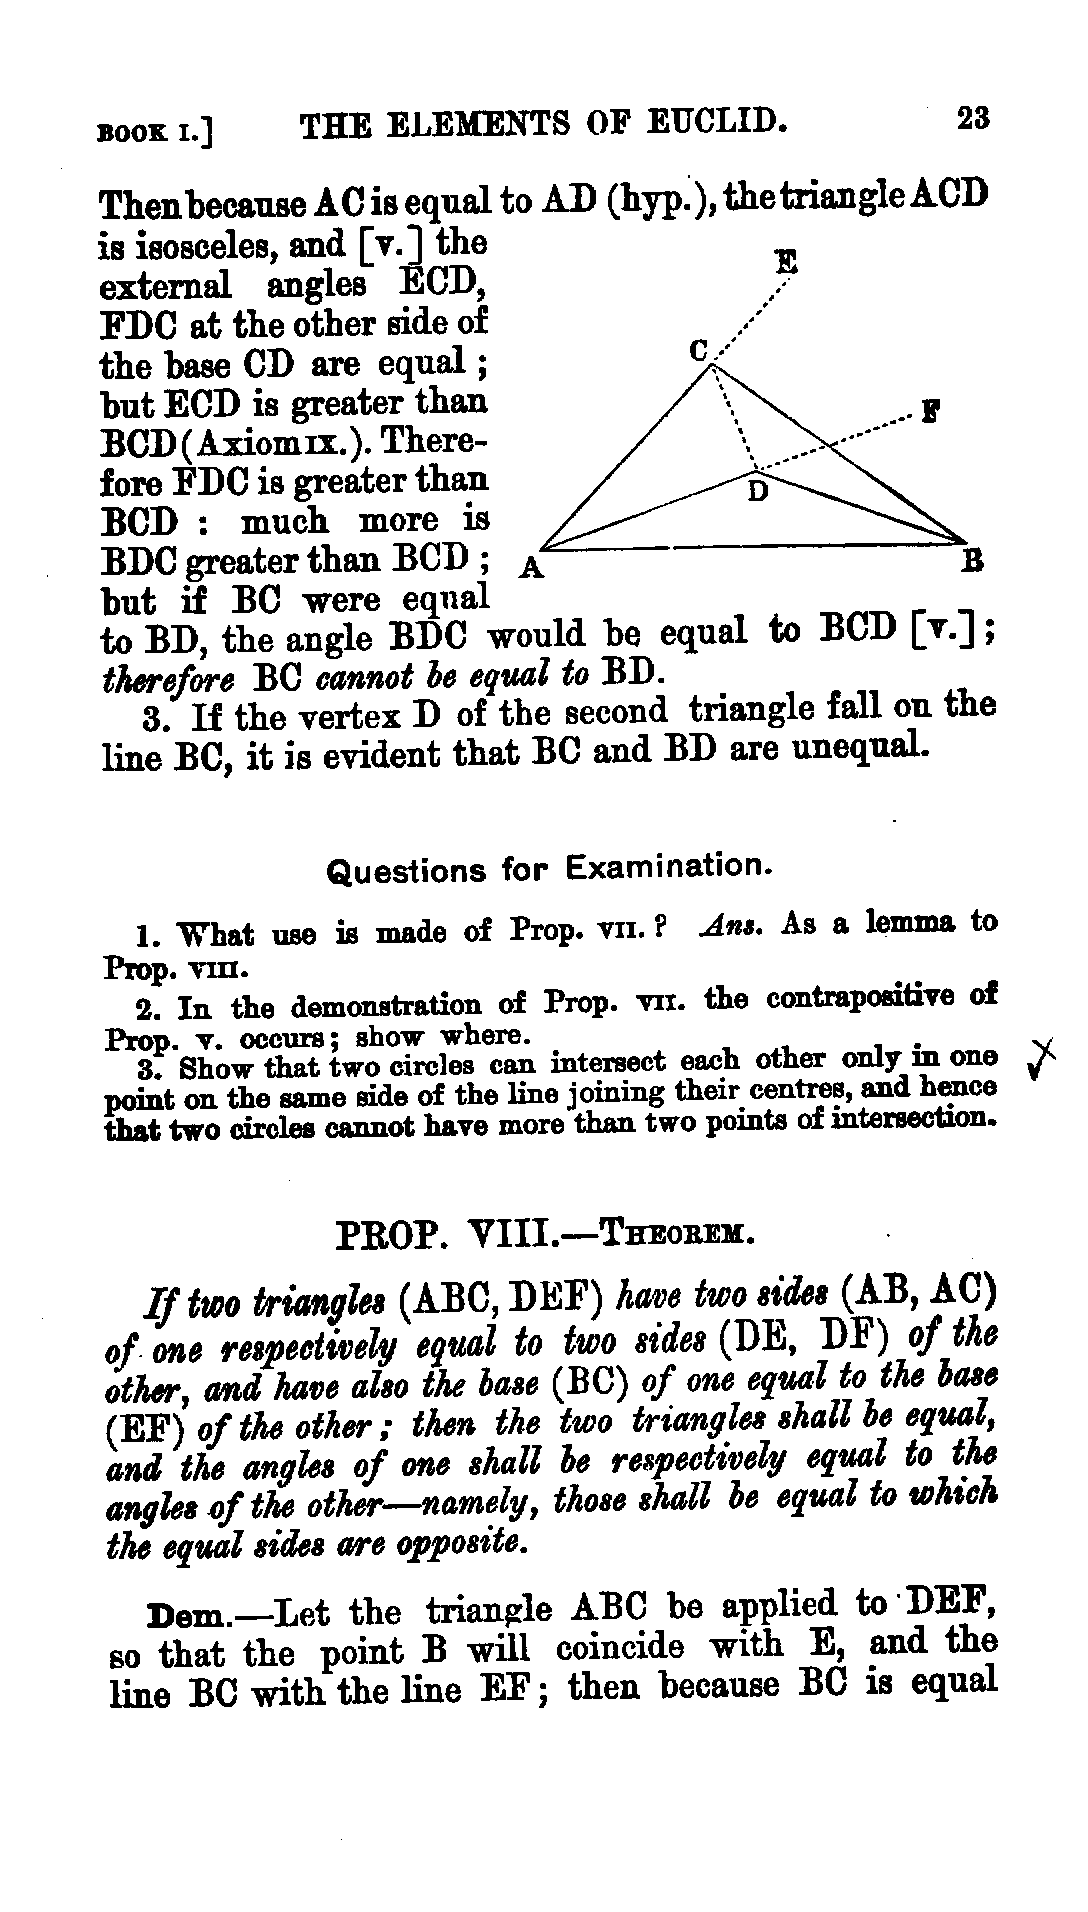 BOOK I.] THE ELEMENTS OF EUCLID. 23
Then because AC is equal to AD (hyp.), the triangle ACD
is isosceles, and [v.] the
external angles ECD,
FDC at the other side of
the base CD are equal ;
but ECD is greater than
BCD (Axiom IX.). There-
fore FDC is greater than
BCD : much more is
BDC greater than BCD ;
but if BC were equal
E
C
F
D
A
B
to BD, the angle BDC would be equal to BCD [v.] ;
therefore BC cannot be equal to BD.
3. If the vertex D of the second triangle fall on the
line BC, it is evident that BC and BD are unequal.
Questions for Examination.
1. What use is made of Prop. VII. ? Ans. As a lemma to
Prop. VIII.
2. In the demonstration of Prop. VII. the contrapositive of
Prop. V. occurs ; show where.
3. Show that two circles can intersect each other only in one
point on the same side of the line joining their centres, and hence
that two circles cannot have more than two points of intersection.
PROP. VIII.—THEOREM.
If two triangles (ABC, DEF) have two sides (AB, AC)
of one respectively equal to two sides (DE, DF) of the
other, and have also the base (BC) of one equal to the base
(EF) of the other ; then the two triangles shall be equal,
and the angles of one shall be respectively equal to the
angles of the other—namely, those shall be equal to which
the equal sides are opposite.
Dem.—Let the triangle ABC be applied to DEF,
so that the point B will coincide with E, and the
line BC with the line EF ; then because BC is equal